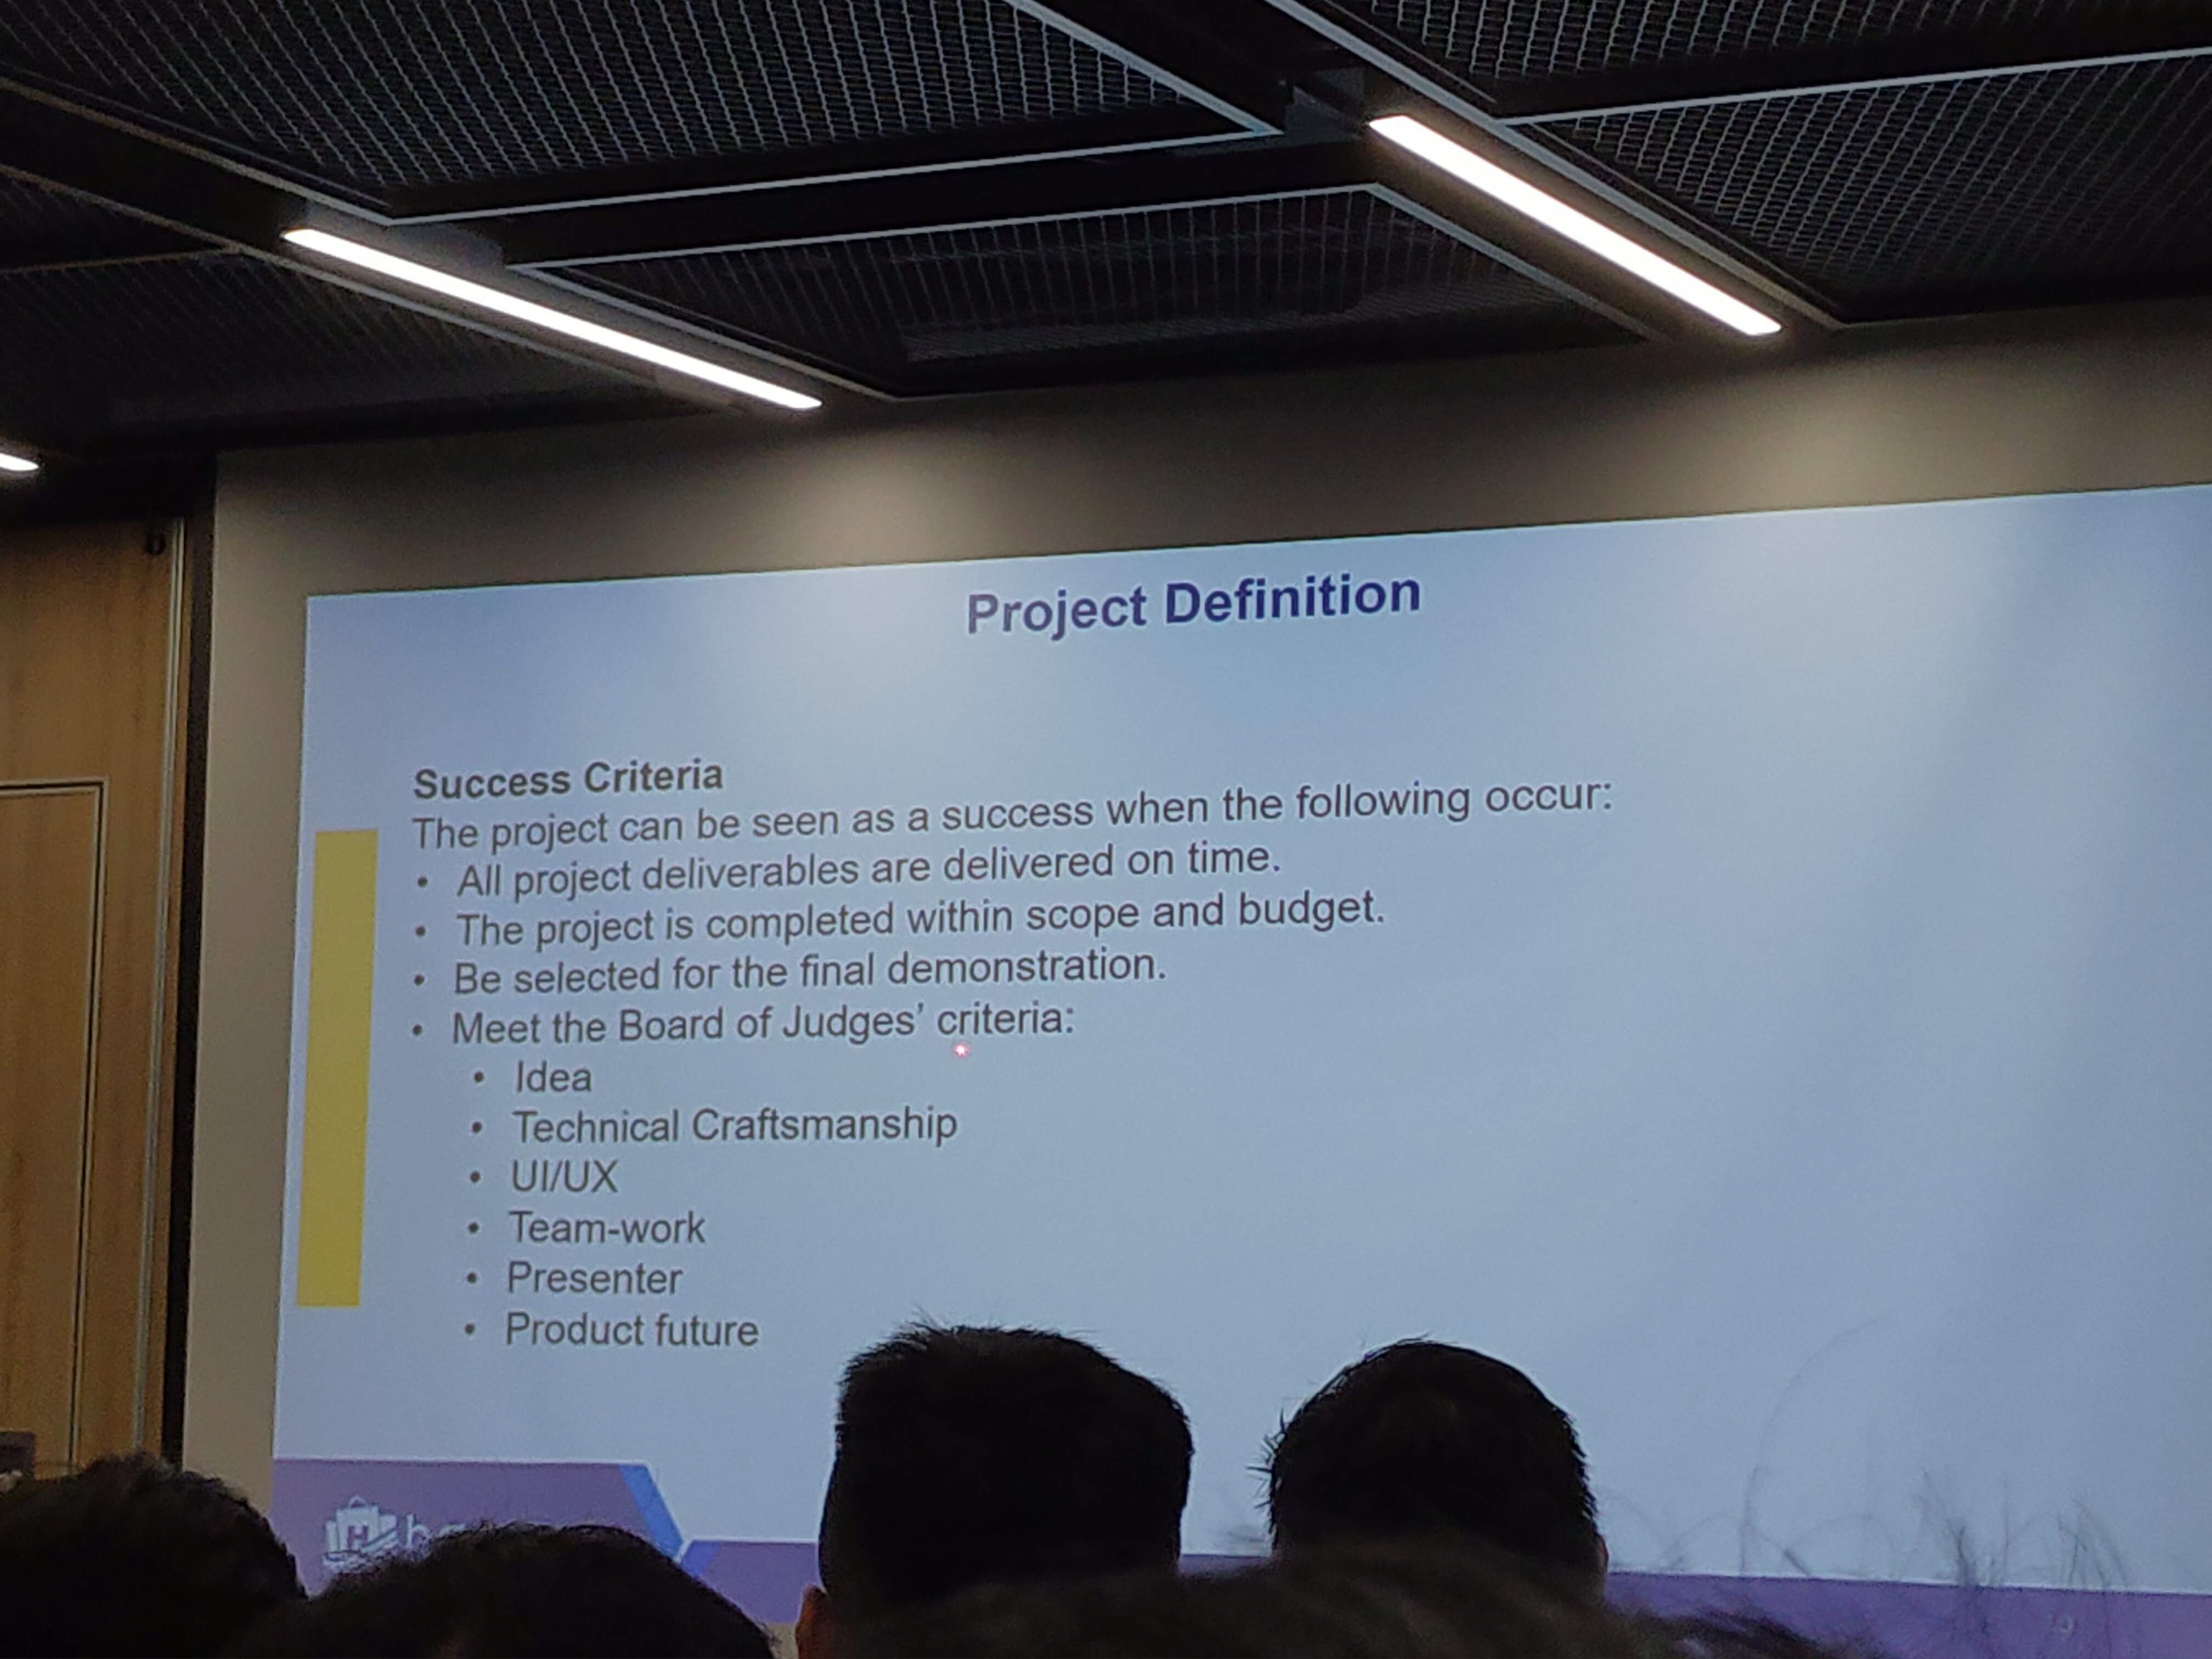 Project Definition
Success Criteria
The project can be seen as a success when the following occur:
• All project deliverables are delivered on time.
• The project is completed within scope and budget.
• Be selected for the final demonstration.
• Meet the Board of Judges’ criteria:
• Idea
• Technical Craftsmanship
• UI/UX
• Team-work
• Presenter
• Product future
H